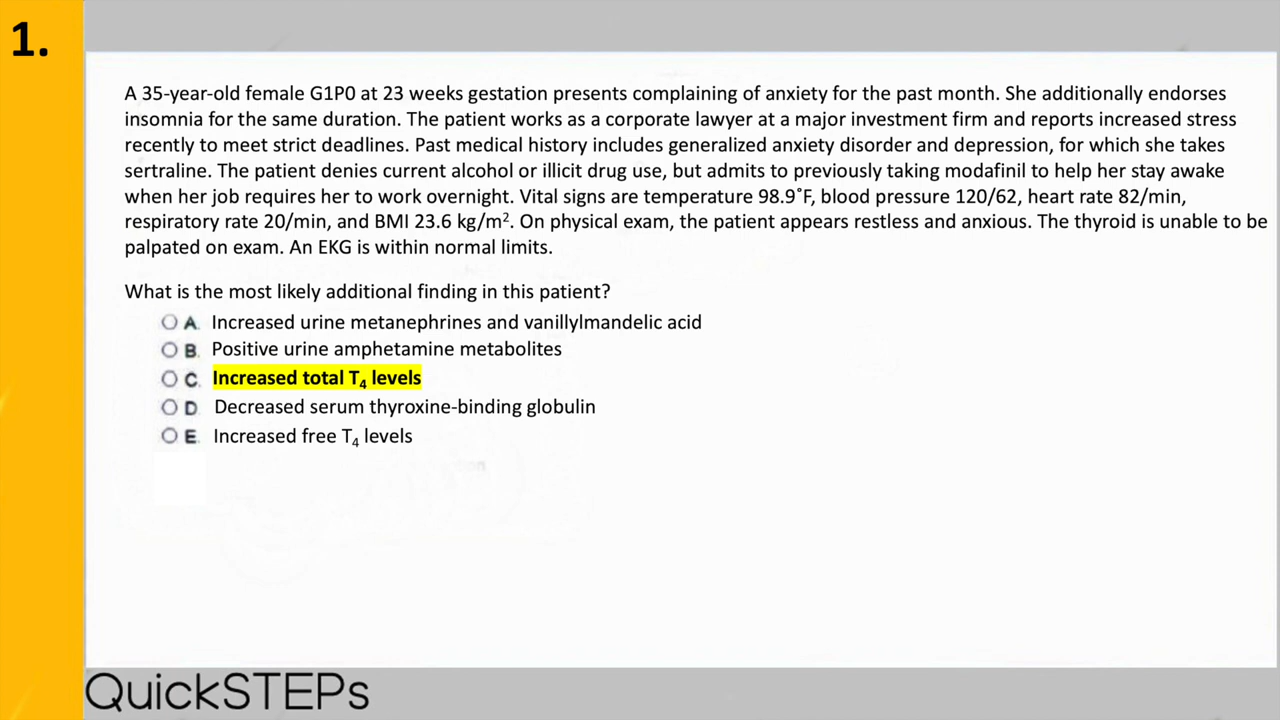 1.
A 35-year-old female G1P0 at 23 weeks gestation presents complaining of anxiety for the past month. She additionally endorses
insomnia for the same duration. The patient works as a corporate lawyer at a major investment firm and reports increased stress
recently to meet strict deadlines. Past medical history includes generalized anxiety disorder and depression, for which she takes
sertraline. The patient denies current alcohol or illicit drug use, but admits to previously taking modafinil to help her stay awake
when her job requires her to work overnight. Vital signs are temperature 98.9˚F, blood pressure 120/62, heart rate 82/min,
respiratory rate 20/min, and BMI 23.6 kg/m². On physical exam, the patient appears restless and anxious. The thyroid is unable to be
palpated on exam. An EKG is within normal limits.
What is the most likely additional finding in this patient?
A. Increased urine metanephrines and vanillylmandelic acid
B. Positive urine amphetamine metabolites
C. Increased total T₄ levels
D. Decreased serum thyroxine-binding globulin
E. Increased free T₄ levels
QuickSTEPs